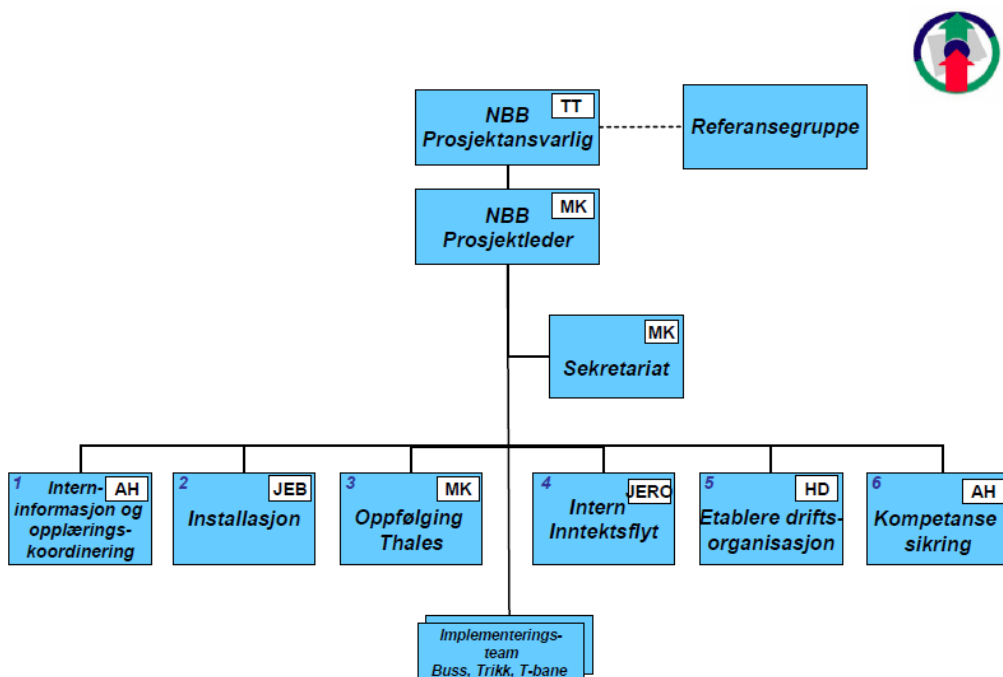 NBB
TT
Prosjektansvarlig
Referansegruppe
NBB
MK
Prosjektleder
MK
Sekretariat
1
AH
Intern-
informasjon og
opplærings-
koordinering
2
JEB
Installasjon
3
MK
Oppfølging
Thales
4
JERO
Intern
Inntektsflyt
5
HD
Etablere drifts-
organisasjon
6
AH
Kompetanse
sikring
Implementerings-
team
Buss, Trikk, T-bane